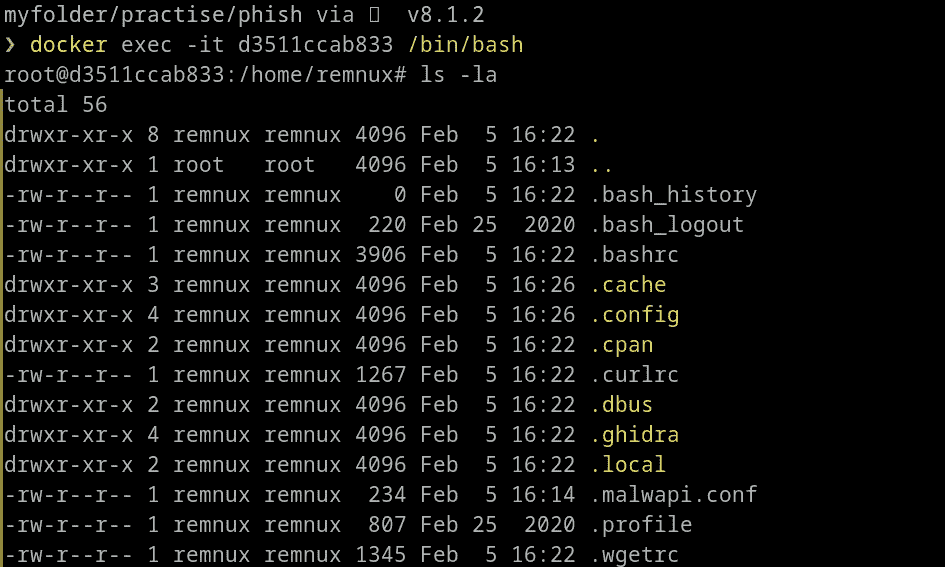 myfolder/practise/phish via ▯ v8.1.2
❯ docker exec -it d3511ccab833 /bin/bash
root@d3511ccab833:/home/remnux# ls -la
total 56
drwxr-xr-x 8 remnux remnux 4096 Feb  5 16:22 .
drwxr-xr-x 1 root   root   4096 Feb  5 16:13 ..
-rw-r--r-- 1 remnux remnux    0 Feb  5 16:22 .bash_history
-rw-r--r-- 1 remnux remnux  220 Feb 25  2020 .bash_logout
-rw-r--r-- 1 remnux remnux 3906 Feb  5 16:22 .bashrc
drwxr-xr-x 3 remnux remnux 4096 Feb  5 16:26 .cache
drwxr-xr-x 4 remnux remnux 4096 Feb  5 16:26 .config
drwxr-xr-x 2 remnux remnux 4096 Feb  5 16:22 .cpan
-rw-r--r-- 1 remnux remnux 1267 Feb  5 16:22 .curlrc
drwxr-xr-x 2 remnux remnux 4096 Feb  5 16:22 .dbus
drwxr-xr-x 4 remnux remnux 4096 Feb  5 16:22 .ghidra
drwxr-xr-x 2 remnux remnux 4096 Feb  5 16:22 .local
-rw-r--r-- 1 remnux remnux  234 Feb  5 16:14 .malwapi.conf
-rw-r--r-- 1 remnux remnux  807 Feb 25  2020 .profile
-rw-r--r-- 1 remnux remnux 1345 Feb  5 16:22 .wgetrc